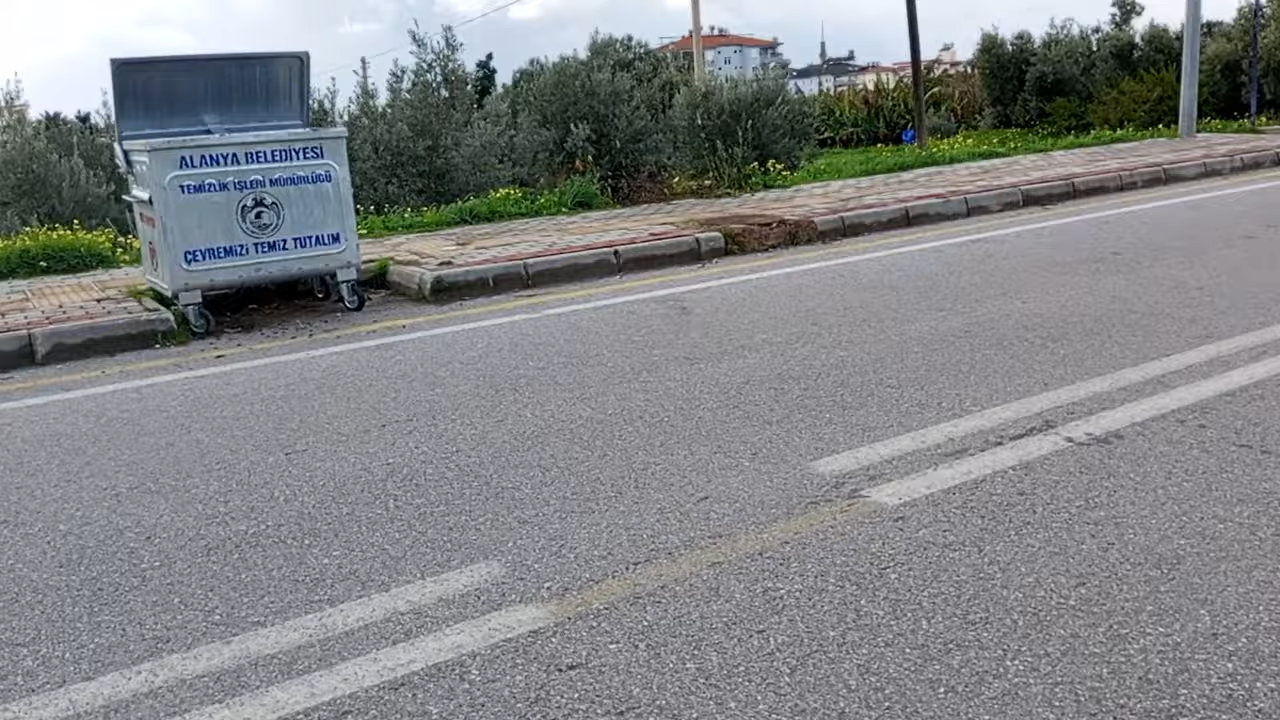 ALANYA BELEDİYESİ
TEMİZLİK İŞLERİ MÜDÜRLÜĞÜ
ÇEVREMİZİ TEMİZ TUTALIM